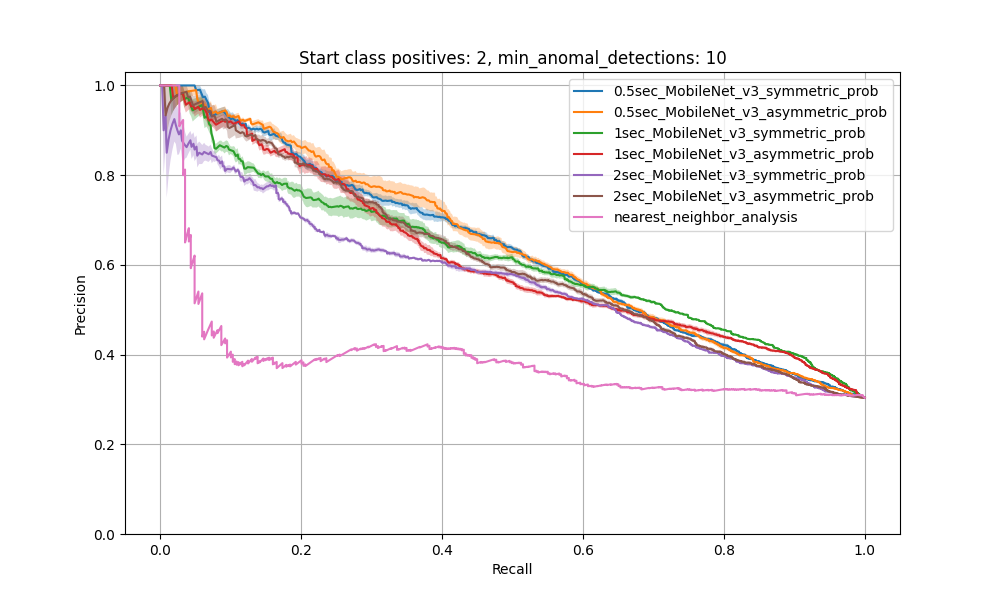 Start class positives: 2, min_anomal_detections: 10
1.0
0.8
0.6
0.4
0.2
0.0
Precision
0.5sec_MobileNet_v3_symmetric_prob
0.5sec_MobileNet_v3_asymmetric_prob
1sec_MobileNet_v3_symmetric_prob
1sec_MobileNet_v3_asymmetric_prob
2sec_MobileNet_v3_symmetric_prob
2sec_MobileNet_v3_asymmetric_prob
nearest_neighbor_analysis
0.0 0.2 0.4 0.6 0.8 1.0
Recall